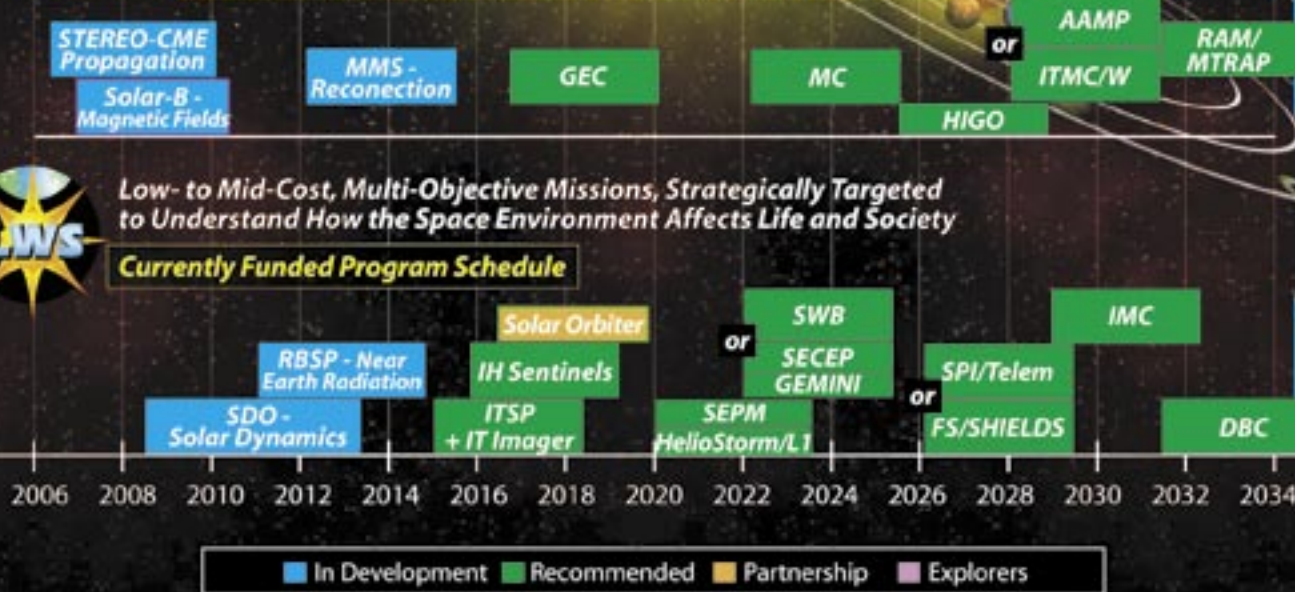 STEREO-CME
Propagation
Solar-B -
Magnetic Fields
MMS -
Reconection
GEC
MC
HIGO
or
AAMP
ITMC/W
RAM/
MTRAP
LWS
Low- to Mid-Cost, Multi-Objective Missions, Strategically Targeted
to Understand How the Space Environment Affects Life and Society
Currently Funded Program Schedule
Solar Orbiter
RBSP - Near
Earth Radiation
IH Sentinels
SDO -
Solar Dynamics
ITSP
+ IT Imager
SEPM
HelioStorm/L1
or
SWB
SECEP
GEMINI
or
SPI/Telem
FS/SHIELDS
IMC
DBC
2006 2008 2010 2012 2014 2016 2018 2020 2022 2024 2026 2028 2030 2032 2034
In Development Recommended Partnership Explorers